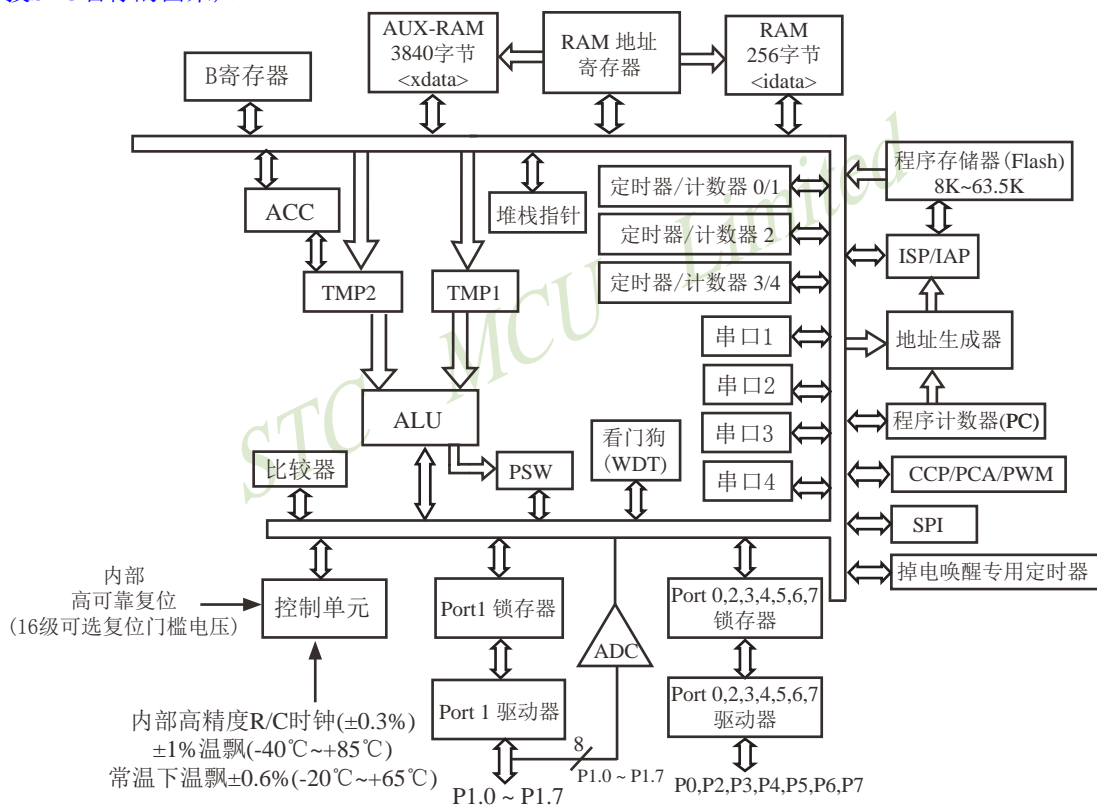 AUX-RAM
3840字节
<xdata>
RAM 地址
寄存器
RAM
256字节
<idata>
B寄存器
程序存储器(Flash)
8K~63.5K
定时器/计数器 0/1
ACC
堆栈指针
定时器/计数器 2
ISP/IAP
TMP2
TMP1
定时器/计数器 3/4
串口1
地址生成器
串口2
ALU
程序计数器(PC)
看门狗
(WDT)
串口3
比较器
PSW
CCP/PCA/PWM
串口4
SPI
STC MCU Limited
内部
高可靠复位
(16级可选复位门槛电压)
控制单元
Port1 锁存器
ADC
Port 0,2,3,4,5,6,7
锁存器
掉电唤醒专用定时器
内部高精度R/C时钟(±0.3%)
±1%温飘(-40℃~+85℃)
常温下温飘±0.6%(-20℃~+65℃)
Port 1 驱动器
Port 0,2,3,4,5,6,7
驱动器
8
P1.0 ~ P1.7
P1.0 ~ P1.7
P0,P2,P3,P4,P5,P6,P7